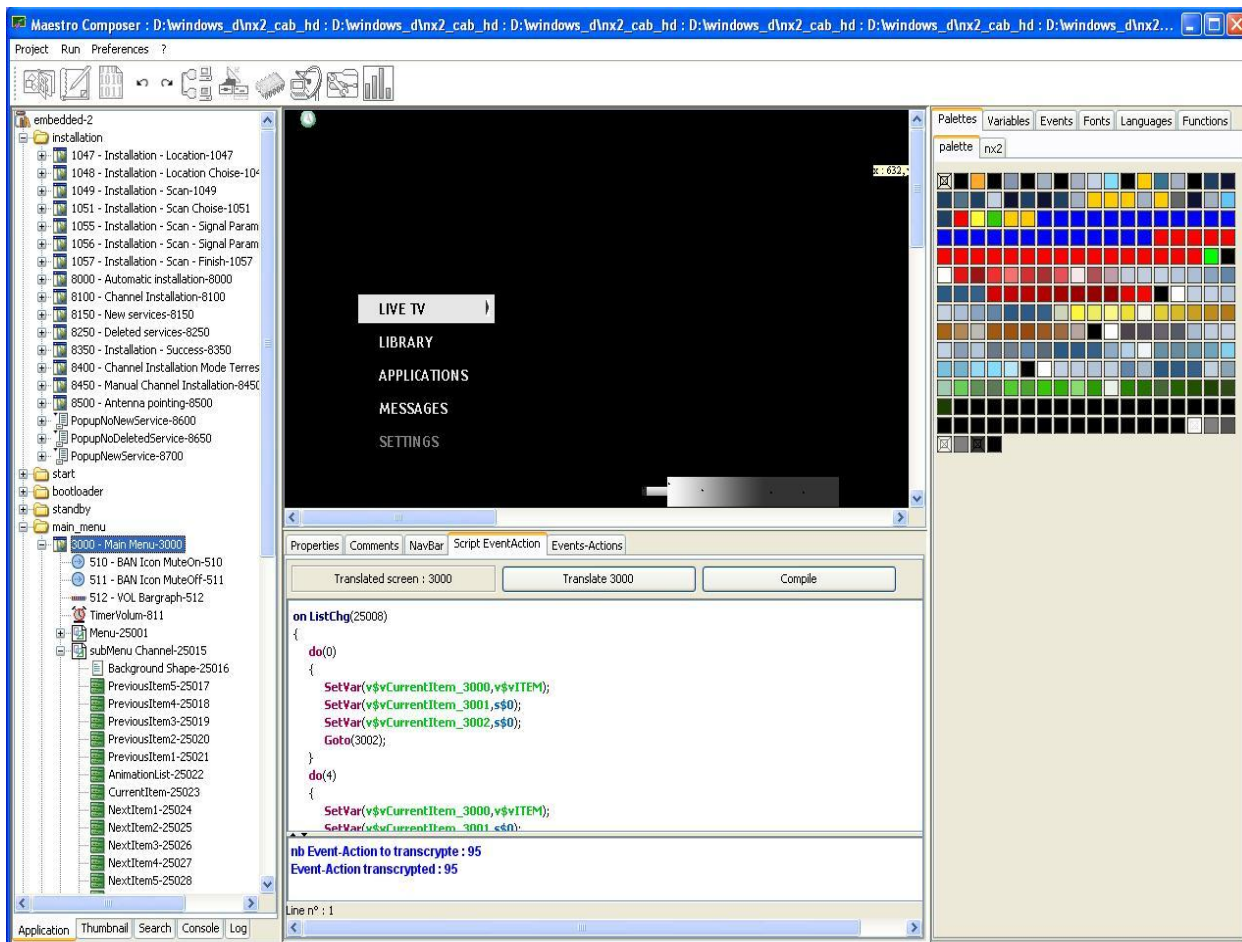 Maestro Composer : D:\windows_d\nx2_cab_hd : D:\windows_d\nx2_cab_hd : D:\windows_d\nx2_cab_hd : D:\windows_d\nx2_cab_hd : D:\windows_d\nx2...
Project Run Preferences ?
embedded-2
installation
1047 - Installation - Location-1047
1048 - Installation - Location Choise-104
1049 - Installation - Scan-1049
1051 - Installation - Scan Choise-1051
1055 - Installation - Scan - Signal Param
1056 - Installation - Scan - Signal Param
1057 - Installation - Scan - Finish-1057
8000 - Automatic installation-8000
8100 - Channel Installation-8100
8150 - New services-8150
8250 - Deleted services-8250
8350 - Installation - Success-8350
8400 - Channel Installation Mode Terres
8450 - Manual Channel Installation-8450
8500 - Antenna pointing-8500
PopupNoNewService-8600
PopupNoDeletedService-8650
PopupNewService-8700
start
bootloader
standby
main_menu
3000 - Main Menu-3000
510 - BAN Icon MuteOn-510
511 - BAN Icon MuteOff-511
512 - VOL Bargraph-512
TimerVolum-811
Menu-25001
subMenu Channel-25015
Background Shape-25016
PreviousItem5-25017
PreviousItem4-25018
PreviousItem3-25019
PreviousItem2-25020
PreviousItem1-25021
AnimationList-25022
CurrentItem-25023
NextItem1-25024
NextItem2-25025
NextItem3-25026
NextItem4-25027
NextItem5-25028
Application Thumbnail Search Console Log
x : 632,
LIVE TV
LIBRARY
APPLICATIONS
MESSAGES
SETTINGS
Properties Comments NavBar Script EventAction Events-Actions
Translated screen : 3000 Translate 3000 Compile
on ListChg(25008)
{
do(0)
{
SetVar(v$vCurrentItem_3000,v$vITEM);
SetVar(v$vCurrentItem_3001,s$0);
SetVar(v$vCurrentItem_3002,s$0);
Goto(3002);
}
do(4)
{
SetVar(v$vCurrentItem_3000,v$vITEM);
SetVar(v$vCurrentItem_3001,s$0);
nb Event-Action to transcrypte : 95
Event-Action transcrypted : 95
Line n° : 1
Palettes Variables Events Fonts Languages Functions
palette nx2